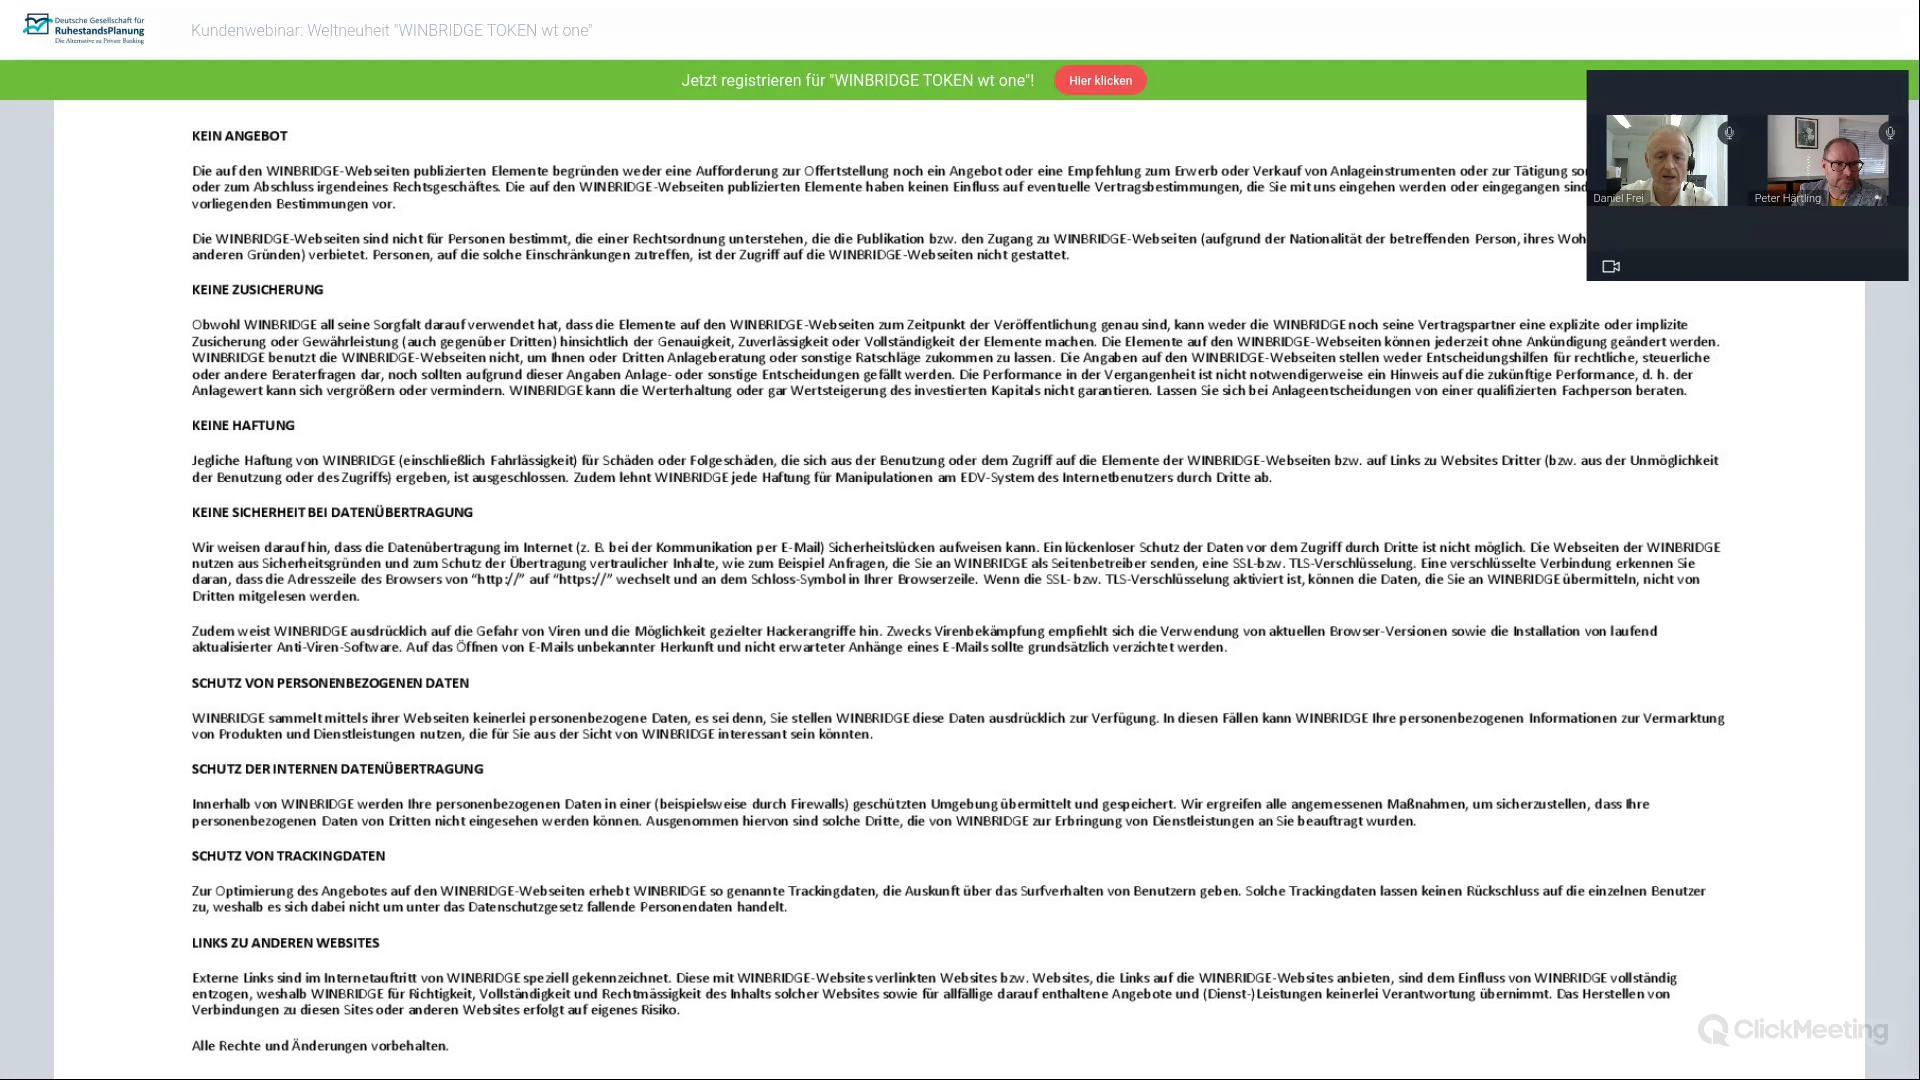 Deutsche Gesellschaft für
RuhestandsPlanung
Die Alternative zu Private Banking
Kundenwebinar: Weltneuheit "WINBRIDGE TOKEN wt one"
Jetzt registrieren für "WINBRIDGE TOKEN wt one"!
Hier klicken
Daniel Frei
Peter Härtling
KEIN ANGEBOT
Die auf den WINBRIDGE-Webseiten publizierten Elemente begründen weder eine Aufforderung zur Offertstellung noch ein Angebot oder eine Empfehlung zum Erwerb oder Verkauf von Anlageinstrumenten oder zur Tätigung
oder zum Abschluss irgendeines Rechtsgeschäftes. Die auf den WINBRIDGE-Webseiten publizierten Elemente haben keinen Einfluss auf eventuelle Vertragsbestimmungen, die Sie mit uns eingehen werden oder eingegangen sind
vorliegenden Bestimmungen vor.
Die WINBRIDGE-Webseiten sind nicht für Personen bestimmt, die einer Rechtsordnung unterstehen, die die Publikation bzw. den Zugang zu WINBRIDGE-Webseiten (aufgrund der Nationalität der betreffenden Person, ihres
anderen Gründen) verbietet. Personen, auf die solche Einschränkungen zutreffen, ist der Zugriff auf die WINBRIDGE-Webseiten nicht gestattet.
KEINE ZUSICHERUNG
Obwohl WINBRIDGE all seine Sorgfalt darauf verwendet hat, dass die Elemente auf den WINBRIDGE-Webseiten zum Zeitpunkt der Veröffentlichung genau sind, kann weder die WINBRIDGE noch seine Vertragspartner eine explizite oder implizite
Zusicherung oder Gewährleistung (auch gegenüber Dritten) hinsichtlich der Genauigkeit, Zuverlässigkeit oder Vollständigkeit der Elemente machen. Die Elemente auf den WINBRIDGE-Webseiten können jederzeit ohne Ankündigung geändert werden.
WINBRIDGE benutzt die WINBRIDGE-Webseiten nicht, um Ihnen oder Dritten Anlageberatung oder sonstige Ratschläge zukommen zu lassen. Die Angaben auf den WINBRIDGE-Webseiten stellen weder Entscheidungshilfen für rechtliche, steuerliche
oder andere Beraterfragen dar, noch sollten aufgrund dieser Angaben Anlage- oder sonstige Entscheidungen gefällt werden. Die Performance in der Vergangenheit ist nicht notwendigerweise ein Hinweis auf die zukünftige Performance, d. h. der
Anlagewert kann sich vergrößern oder vermindern. WINBRIDGE kann die Werterhaltung oder gar Wertsteigerung des investierten Kapitals nicht garantieren. Lassen Sie sich bei Anlageentscheidungen von einer qualifizierten Fachperson beraten.
KEINE HAFTUNG
Jegliche Haftung von WINBRIDGE (einschließlich Fahrlässigkeit) für Schäden oder Folgeschäden, die sich aus der Benutzung oder dem Zugriff auf die Elemente der WINBRIDGE-Webseiten bzw. auf Links zu Websites Dritter (bzw. aus der Unmöglichkeit
der Benutzung oder des Zugriffs) ergeben, ist ausgeschlossen. Zudem lehnt WINBRIDGE jede Haftung für Manipulationen am EDV-System des Internetbenutzers durch Dritte ab.
KEINE SICHERHEIT BEI DATENÜBERTRAGUNG
Wir weisen darauf hin, dass die Datenübertragung im Internet (z. B. bei der Kommunikation per E-Mail) Sicherheitslücken aufweisen kann. Ein lückenloser Schutz der Daten vor dem Zugriff durch Dritte ist nicht möglich. Die Webseiten der WINBRIDGE
nutzen aus Sicherheitsgründen und zum Schutz der Übertragung vertraulicher Inhalte, wie zum Beispiel Anfragen, die Sie an WINBRIDGE als Seitenbetreiber senden, eine SSL-bzw. TLS-Verschlüsselung. Eine verschlüsselte Verbindung erkennen Sie
daran, dass die Adresszeile des Browsers von “http://” auf “https://” wechselt und an dem Schloss-Symbol in Ihrer Browserzeile. Wenn die SSL- bzw. TLS-Verschlüsselung aktiviert ist, können die Daten, die Sie an WINBRIDGE übermitteln, nicht von
Dritten mitgelesen werden.
Zudem weist WINBRIDGE ausdrücklich auf die Gefahr von Viren und die Möglichkeit gezielter Hackerangriffe hin. Zwecks Virenbekämpfung empfiehlt sich die Verwendung von aktuellen Browser-Versionen sowie die Installation von laufend
aktualisierter Anti-Viren-Software. Auf das Öffnen von E-Mails unbekannter Herkunft und nicht erwarteter Anhänge eines E-Mails sollte grundsätzlich verzichtet werden.
SCHUTZ VON PERSONENBEZOGENEN DATEN
WINBRIDGE sammelt mittels ihrer Webseiten keinerlei personenbezogene Daten, es sei denn, Sie stellen WINBRIDGE diese Daten ausdrücklich zur Verfügung. In diesen Fällen kann WINBRIDGE Ihre personenbezogenen Informationen zur Vermarktung
von Produkten und Dienstleistungen nutzen, die für Sie aus der Sicht von WINBRIDGE interessant sein könnten.
SCHUTZ DER INTERNEN DATENÜBERTRAGUNG
Innerhalb von WINBRIDGE werden Ihre personenbezogenen Daten in einer (beispielsweise durch Firewalls) geschützten Umgebung übermittelt und gespeichert. Wir ergreifen alle angemessenen Maßnahmen, um sicherzustellen, dass Ihre
personenbezogenen Daten von Dritten nicht eingesehen werden können. Ausgenommen hiervon sind solche Dritte, die von WINBRIDGE zur Erbringung von Dienstleistungen an Sie beauftragt wurden.
SCHUTZ VON TRACKINGDATEN
Zur Optimierung des Angebotes auf den WINBRIDGE-Webseiten erhebt WINBRIDGE so genannte Trackingdaten, die Auskunft über das Surfverhalten von Benutzern geben. Solche Trackingdaten lassen keinen Rückschluss auf die einzelnen Benutzer
zu, weshalb es sich dabei nicht um unter das Datenschutzgesetz fallende Personendaten handelt.
LINKS ZU ANDEREN WEBSITES
Externe Links sind im Internetauftritt von WINBRIDGE speziell gekennzeichnet. Diese mit WINBRIDGE-Websites verlinkten Websites bzw. Websites, die Links auf die WINBRIDGE-Websites anbieten, sind dem Einfluss von WINBRIDGE vollständig
entzogen, weshalb WINBRIDGE für Richtigkeit, Vollständigkeit und Rechtmässigkeit des Inhalts solcher Websites sowie für allfällige darauf enthaltene Angebote und (Dienst-)Leistungen keinerlei Verantwortung übernimmt. Das Herstellen von
Verbindungen zu diesen Sites oder anderen Websites erfolgt auf eigenes Risiko.
Alle Rechte und Änderungen vorbehalten.
ClickMeeting